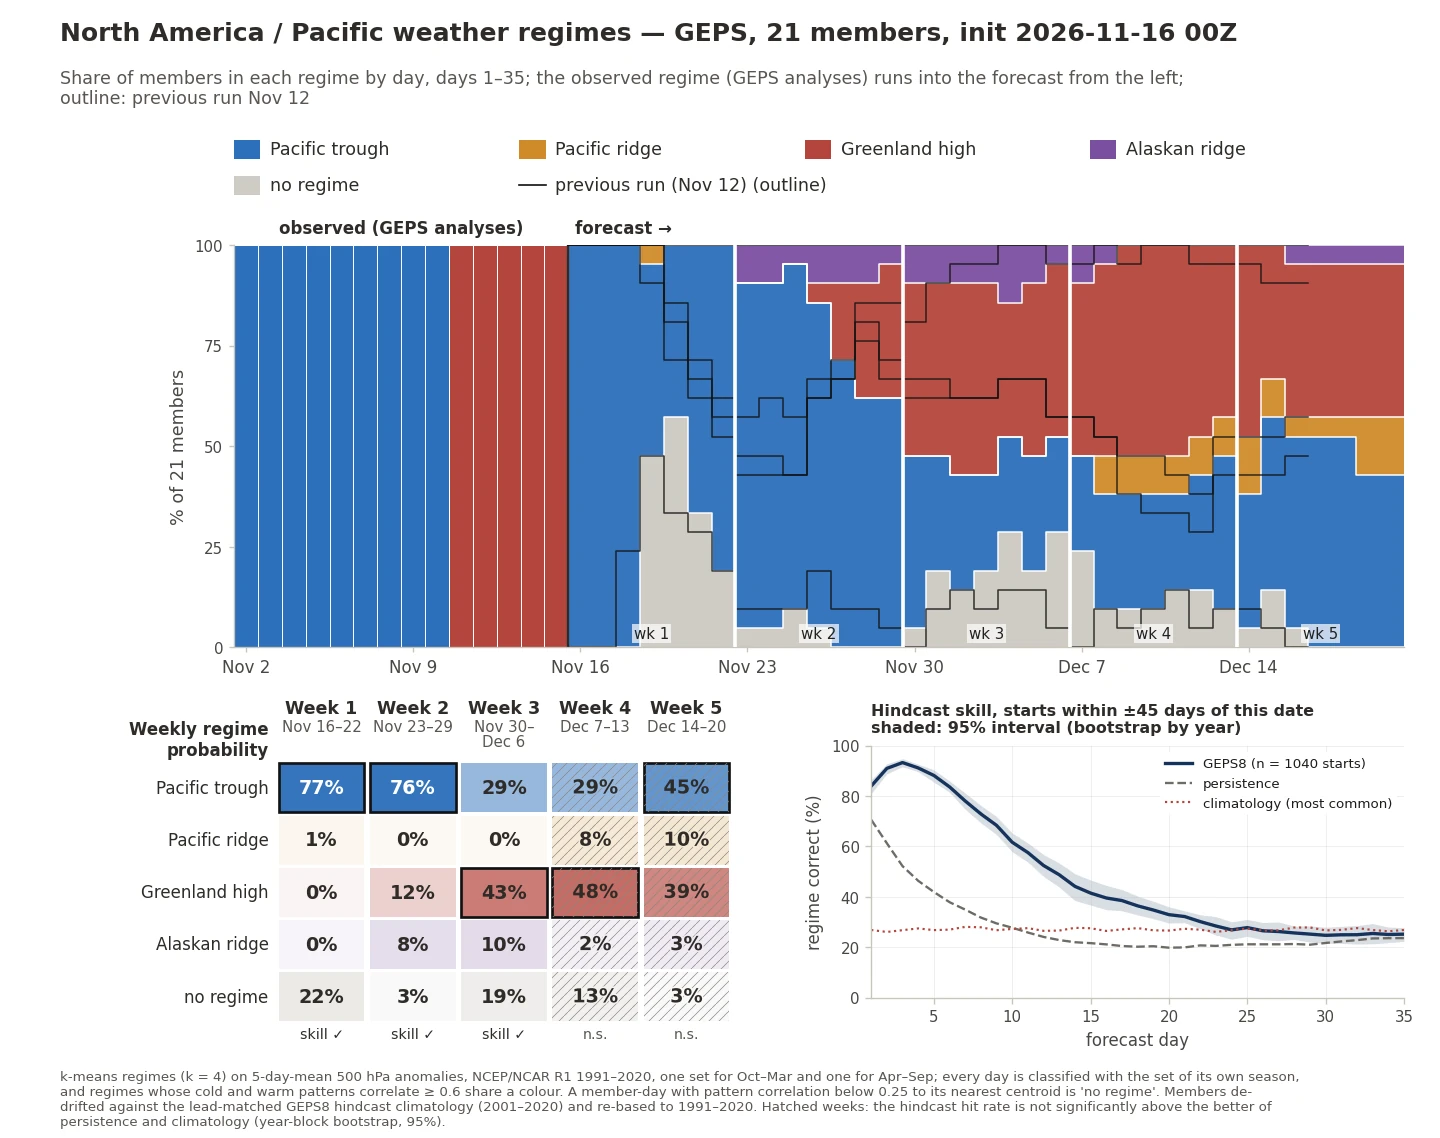 North America / Pacific weather regimes — GEPS, 21 members, init 2026-11-16 00Z
Share of members in each regime by day, days 1–35; the observed regime (GEPS analyses) runs into the forecast from the left;
outline: previous run Nov 12
Pacific trough
Pacific ridge
Greenland high
Alaskan ridge
no regime
previous run (Nov 12) (outline)
observed (GEPS analyses)
forecast →
% of 21 members
100
75
50
25
0
wk 1
wk 2
wk 3
wk 4
wk 5
Nov 2
Nov 9
Nov 16
Nov 23
Nov 30
Dec 7
Dec 14
Weekly regime
probability
Week 1
Nov 16–22
Week 2
Nov 23–29
Week 3
Nov 30–
Dec 6
Week 4
Dec 7–13
Week 5
Dec 14–20
Pacific trough 77% 76% 29% 29% 45%
Pacific ridge 1% 0% 0% 8% 10%
Greenland high 0% 12% 43% 48% 39%
Alaskan ridge 0% 8% 10% 2% 3%
no regime 22% 3% 19% 13% 3%
skill ✓ skill ✓ skill ✓ n.s. n.s.
Hindcast skill, starts within ±45 days of this date
shaded: 95% interval (bootstrap by year)
GEPS8 (n = 1040 starts)
persistence
climatology (most common)
regime correct (%)
100
80
60
40
20
0
5
10
15
20
25
30
35
forecast day
k-means regimes (k = 4) on 5-day-mean 500 hPa anomalies, NCEP/NCAR R1 1991–2020, one set for Oct–Mar and one for Apr–Sep; every day is classified with the set of its own season,
and regimes whose cold and warm patterns correlate ≥ 0.6 share a colour. A member-day with pattern correlation below 0.25 to its nearest centroid is 'no regime'. Members de-
drifted against the lead-matched GEPS8 hindcast climatology (2001–2020) and re-based to 1991–2020. Hatched weeks: the hindcast hit rate is not significantly above the better of
persistence and climatology (year-block bootstrap, 95%).